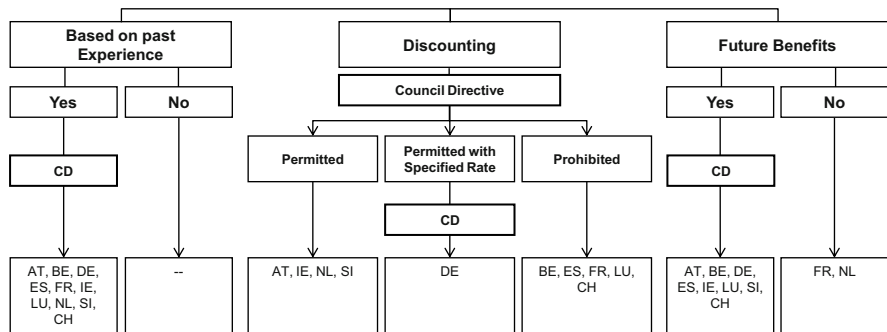 Based on past
Experience
Discounting
Future Benefits
Council Directive
Yes
No
Yes
No
Permitted
Permitted with
Specified Rate
Prohibited
CD
CD
CD
AT, BE, DE,
ES, FR, IE,
LU, NL, SI,
CH
--
AT, IE, NL, SI
DE
BE, ES, FR, LU,
CH
AT, BE, DE,
ES, IE, LU, SI,
CH
FR, NL